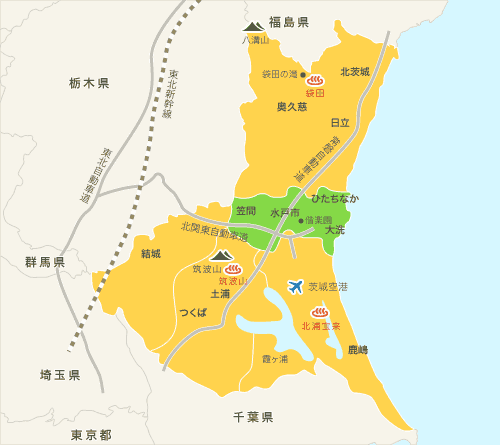 福島県
八溝山
北茨城
袋田の滝
袋田
栃木県
東北新幹線
奥久慈
日立
常磐自動車道
東北自動車道
ひたちなか
笠間
水戸市
偕楽園
大洗
北関東自動車道
結城
群馬県
筑波山
筑波山
土浦
茨城空港
つくば
北浦宝来
鹿嶋
霞ヶ浦
埼玉県
千葉県
東京都